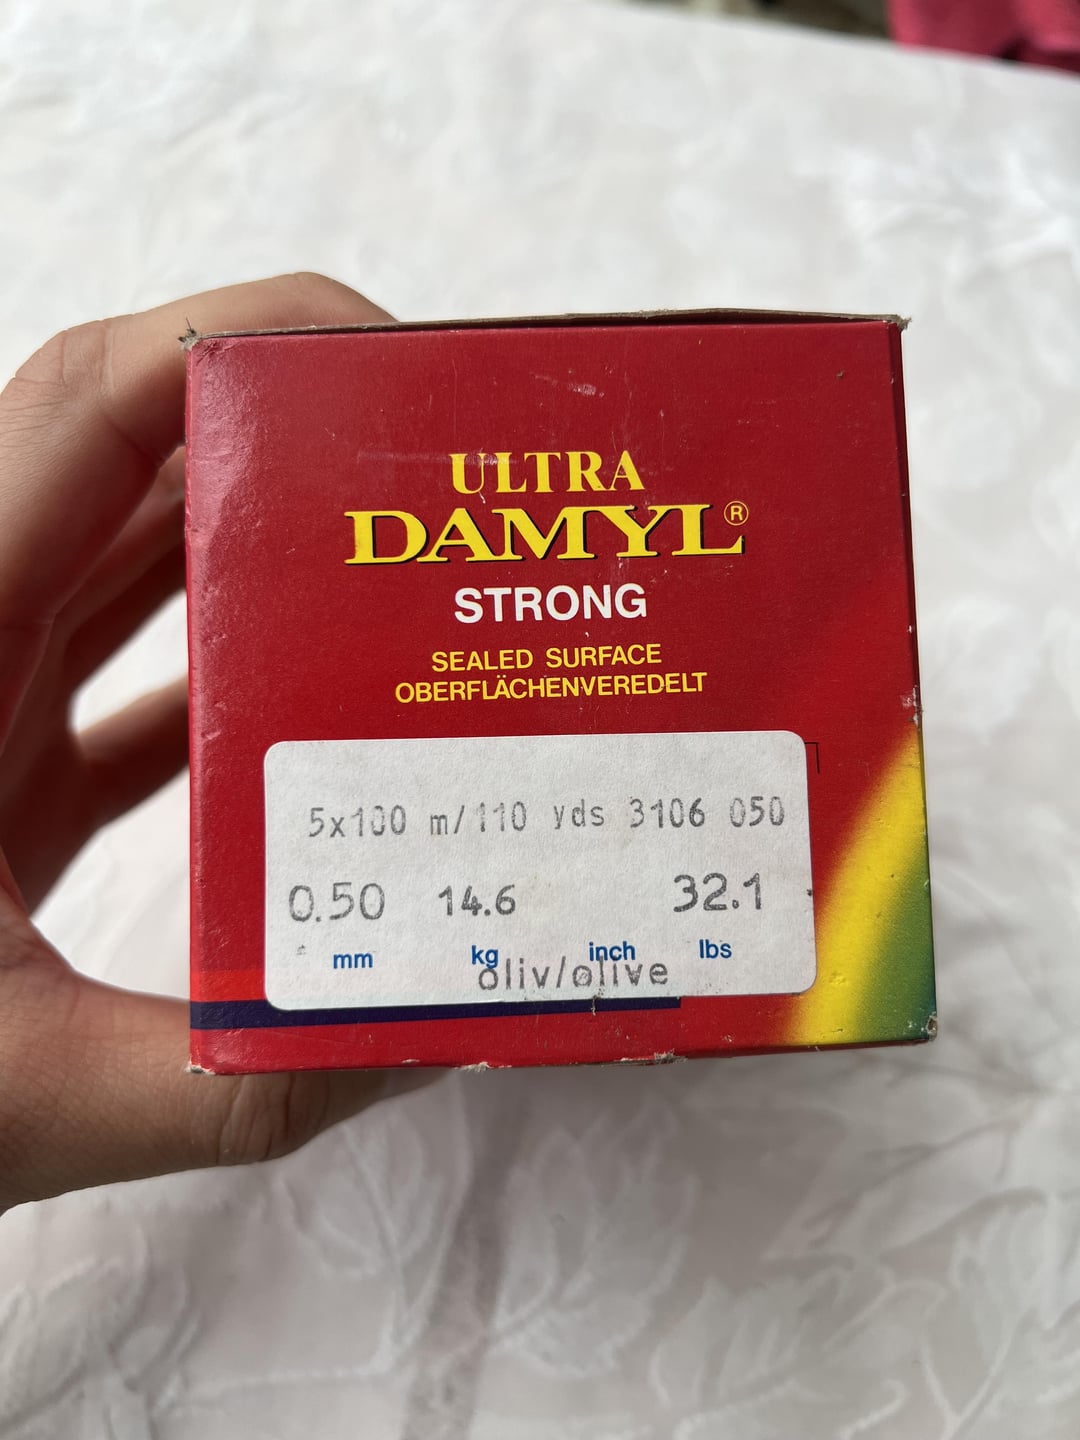 ULTRA
DAMYL®
STRONG
SEALED SURFACE
OBERFLÄCHENVEREDELT
5x100 m/110 yds 3106 050
0.50 14.6 32.1
mm kg inch lbs
oliv/olive